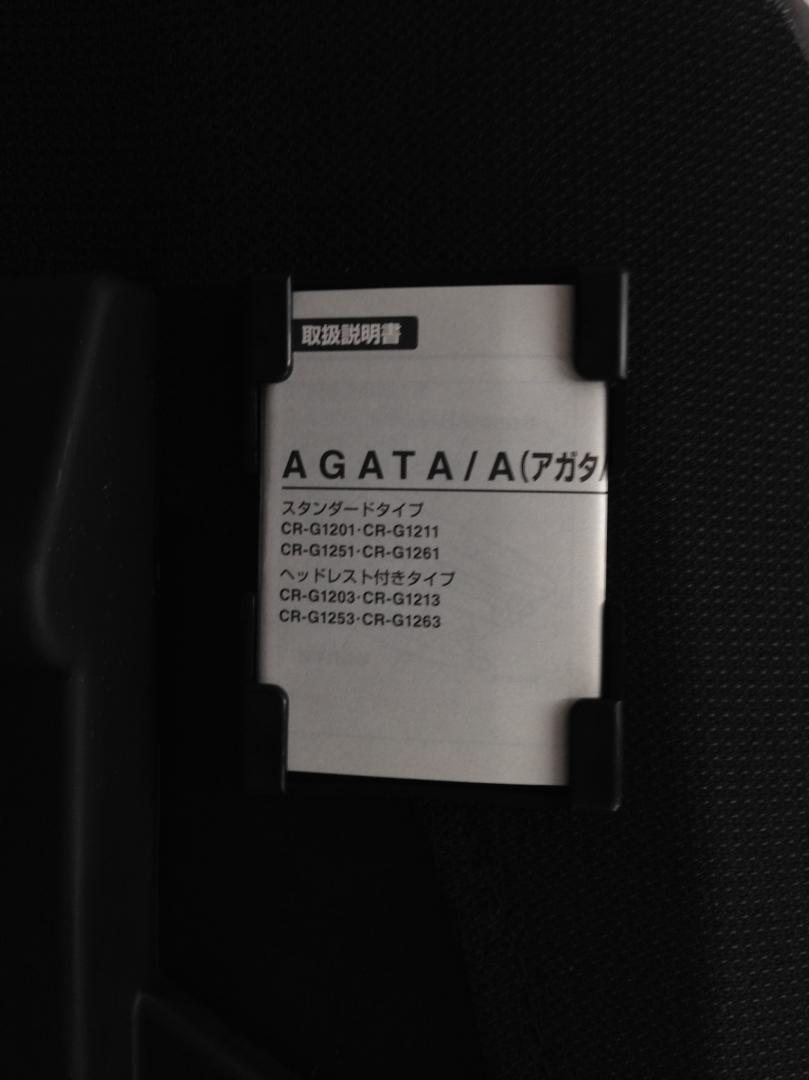 取扱説明書
AGATA/A(アガタ/
スタンダードタイプ
CR-G1201·CR-G1211
CR-G1251·CR-G1261
ヘッドレスト付きタイプ
CR-G1203·CR-G1213
CR-G1253·CR-G1263